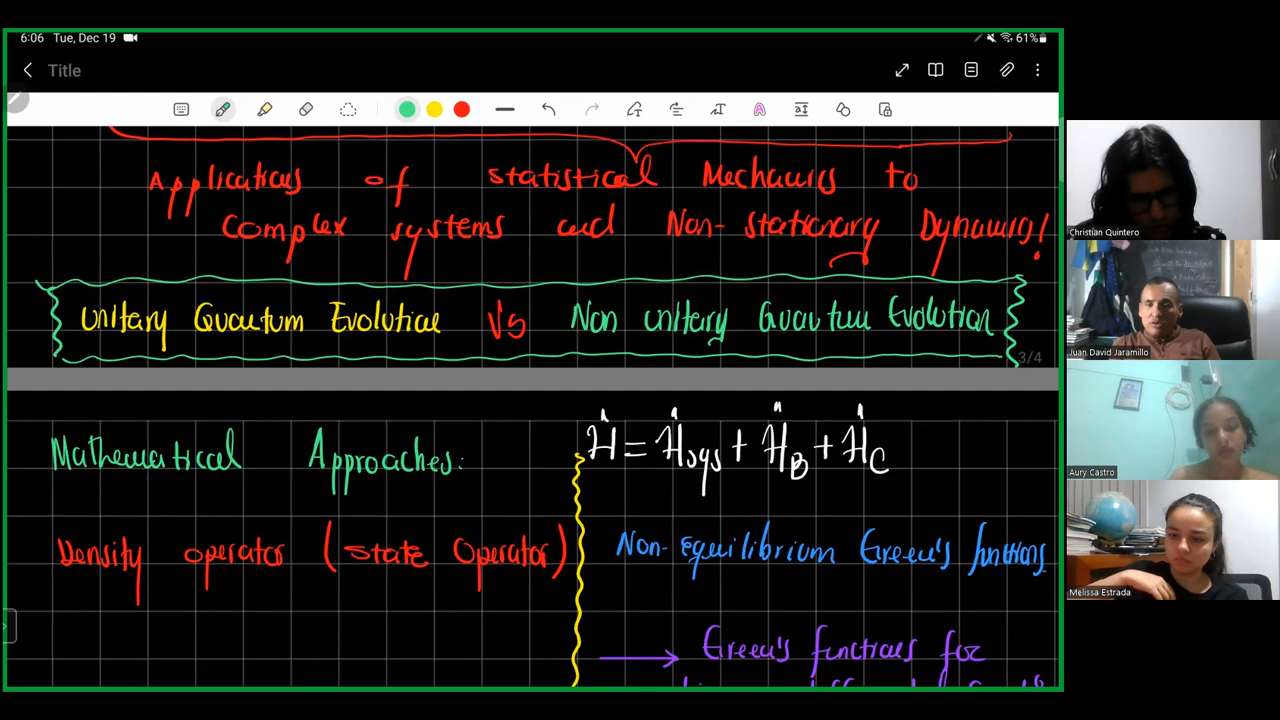 6:06 Tue, Dec 19
61%
Title
Applications of statistical Mechanics to
Complex systems and Non-stationary Dynamics!
Unitary Quantum Evolution Vs Non unitary Quantum Evolution
3/4
Mathematical Approaches:
Ĥ = Ĥsys + ĤB + ĤC
Density operator (State Operator)
Non-equilibrium Green's functions
→ Green's functions for
Christian Quintero
Juan David Jaramillo
Aury Castro
Melissa Estrada